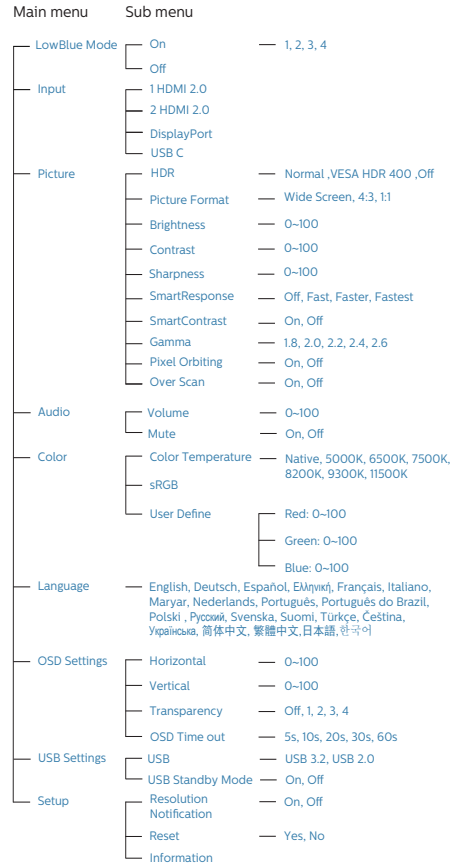 Main menu Sub menu
LowBlue Mode On 1, 2, 3, 4
Off
Input 1 HDMI 2.0
2 HDMI 2.0
DisplayPort
USB C
Picture HDR Normal ,VESA HDR 400 ,Off
Picture Format Wide Screen, 4:3, 1:1
Brightness 0~100
Contrast 0~100
Sharpness 0~100
SmartResponse Off, Fast, Faster, Fastest
SmartContrast On, Off
Gamma 1.8, 2.0, 2.2, 2.4, 2.6
Pixel Orbiting On, Off
Over Scan On, Off
Audio Volume 0~100
Mute On, Off
Color Color Temperature Native, 5000K, 6500K, 7500K,
8200K, 9300K, 11500K
sRGB
User Define Red: 0~100
Green: 0~100
Blue: 0~100
Language English, Deutsch, Español, Ελληνική, Français, Italiano,
Maryar, Nederlands, Português, Português do Brazil,
Polski , Русский, Svenska, Suomi, Türkçe, Čeština,
Українська, 简体中文, 繁體中文,日本語,한국어
OSD Settings Horizontal 0~100
Vertical 0~100
Transparency Off, 1, 2, 3, 4
OSD Time out 5s, 10s, 20s, 30s, 60s
USB Settings USB USB 3.2, USB 2.0
USB Standby Mode On, Off
Setup Resolution On, Off
Notification
Reset Yes, No
Information